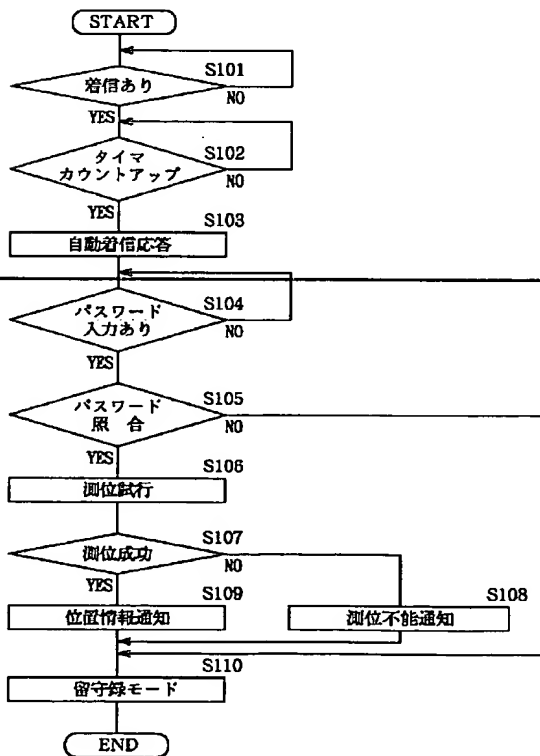 START
S101
着信あり
NO
YES
S102
タイマ
カウントアップ
NO
YES
S103
自動着信応答
S104
パスワード
入力あり
NO
YES
S105
パスワード
照 合
NO
YES
S106
測位試行
S107
測位成功
NO
YES
S109
位置情報通知
S108
測位不能通知
S110
留守録モード
END